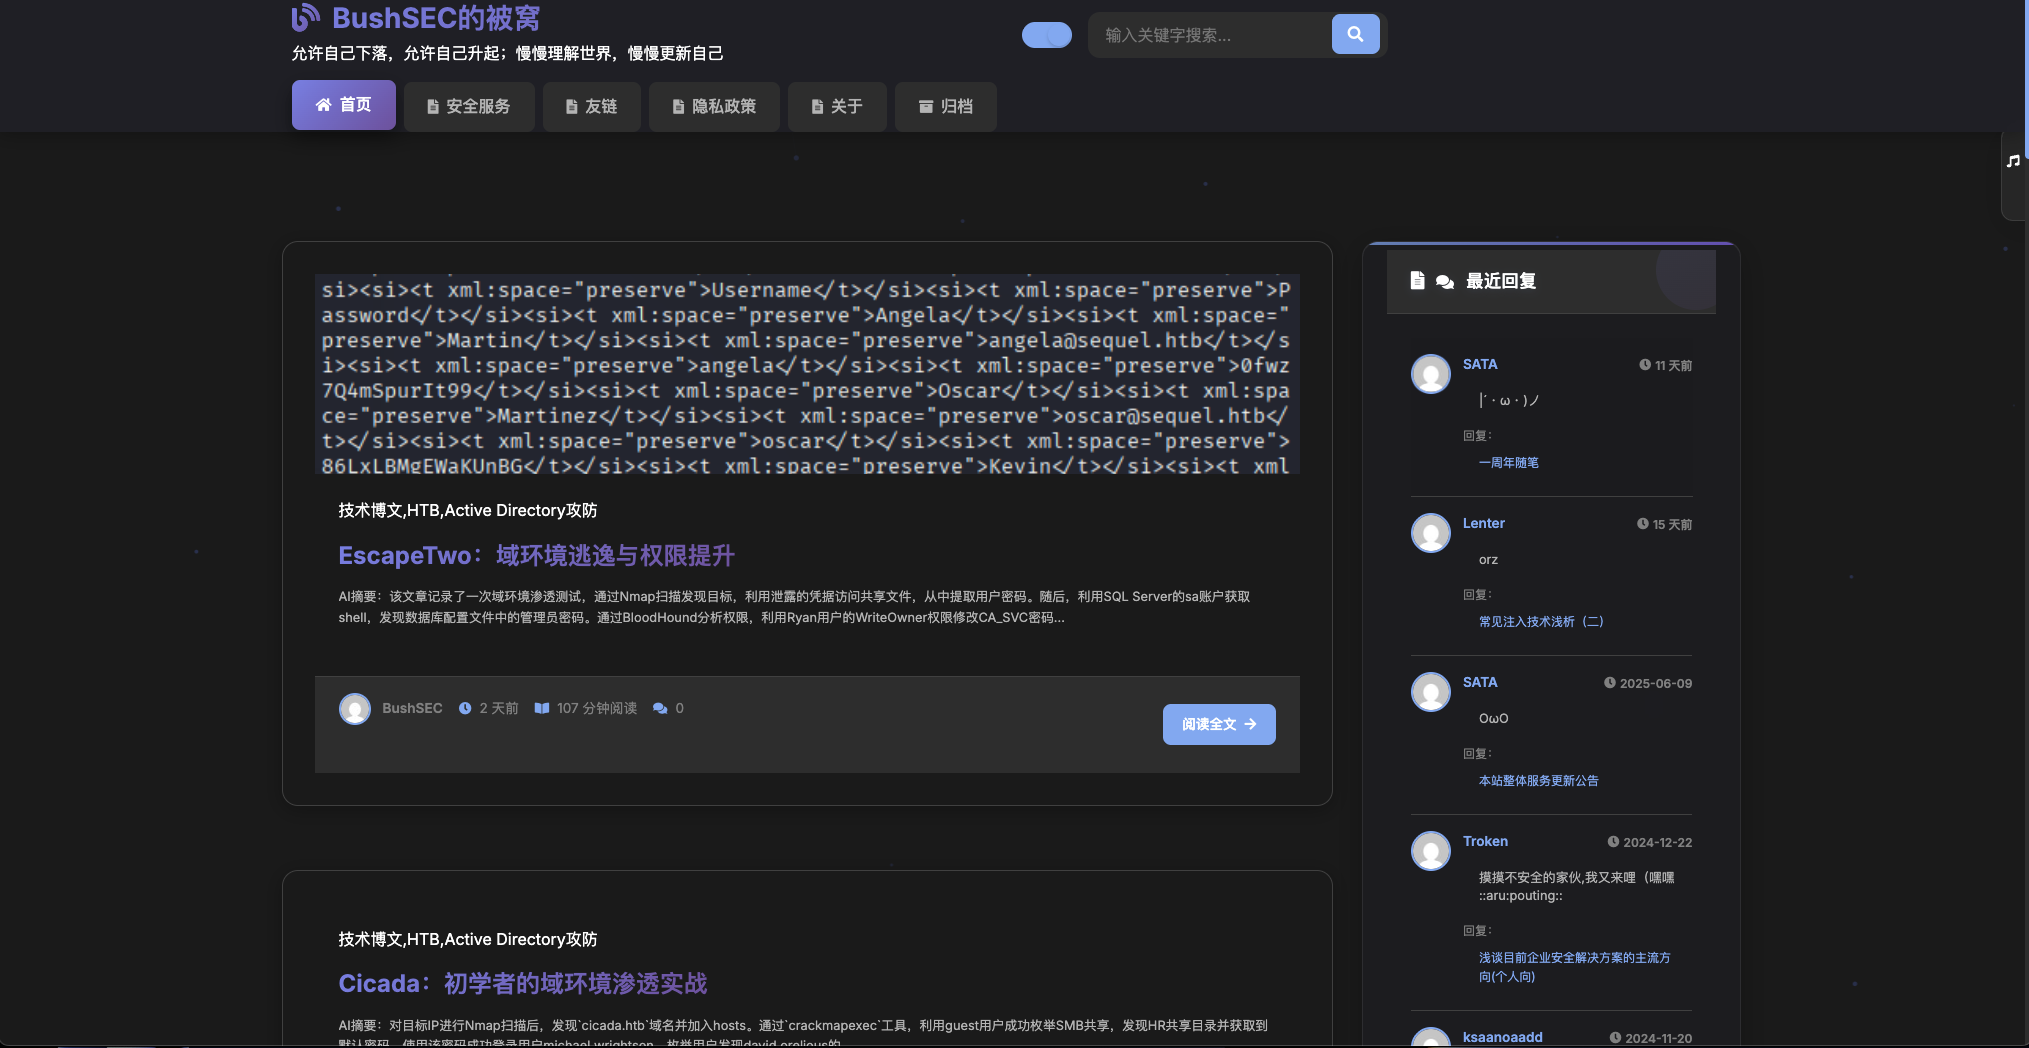 BushSEC的被窝
允许自己下落，允许自己升起；慢慢理解世界，慢慢更新自己
输入关键字搜索...
首页
安全服务
友链
隐私政策
关于
归档
si><si><t xml:space="preserve">Username</t></si><si><t xml:space="preserve">P
assword</t></si><si><t xml:space="preserve">Angela</t></si><si><t xml:space="
preserve">Martin</t></si><si><t xml:space="preserve">angela@sequel.htb</t></s
i><si><t xml:space="preserve">angela</t></si><si><t xml:space="preserve">0fwz
7Q4mSpurIt99</t></si><si><t xml:space="preserve">Oscar</t></si><si><t xml:spa
ce="preserve">Martinez</t></si><si><t xml:space="preserve">oscar@sequel.htb</
t></si><si><t xml:space="preserve">oscar</t></si><si><t xml:space="preserve">
86LxLBMgEWaKUnBG</t></si><si><t xml:space="preserve">Kevin</t></si><si><t xml
技术博文,HTB,Active Directory攻防
EscapeTwo：域环境逃逸与权限提升
AI摘要：该文章记录了一次域环境渗透测试，通过Nmap扫描发现目标，利用泄露的凭据访问共享文件，从中提取用户密码。随后，利用SQL Server的sa账户获取
shell，发现数据库配置文件中的管理员密码。通过BloodHound分析权限，利用Ryan用户的WriteOwner权限修改CA_SVC密码...
BushSEC 2 天前 107 分钟阅读 0
阅读全文
技术博文,HTB,Active Directory攻防
Cicada：初学者的域环境渗透实战
AI摘要：对目标IP进行Nmap扫描后，发现`cicada.htb`域名并加入hosts。通过`crackmapexec`工具，利用guest用户成功枚举SMB共享，发现HR共享目录并获取到
默认密码。使用该密码成功登录用户michael.wrightson，枚举用户发现david.orelious的
最近回复
SATA 11 天前
|´・ω・)ノ
回复：
一周年随笔
Lenter 15 天前
orz
回复：
常见注入技术浅析（二）
SATA 2025-06-09
OωO
回复：
本站整体服务更新公告
Troken 2024-12-22
摸摸不安全的家伙,我又来哩（嘿嘿
::aru:pouting::
回复：
浅谈目前企业安全解决方案的主流方
向(个人向)
ksaanoaadd 2024-11-20